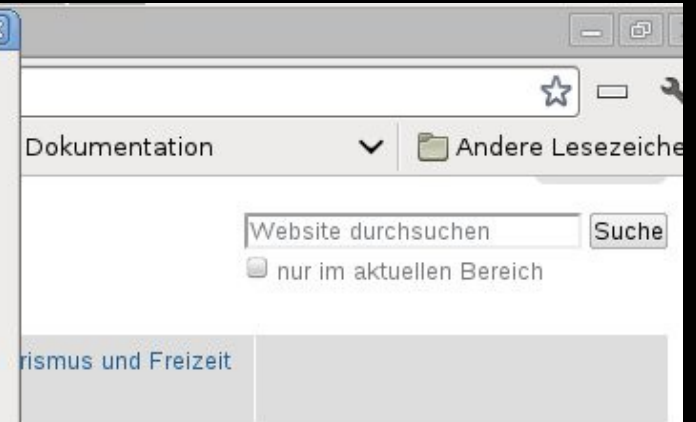 Dokumentation
Andere Lesezeiche
Website durchsuchen
Suche
nur im aktuellen Bereich
rismus und Freizeit